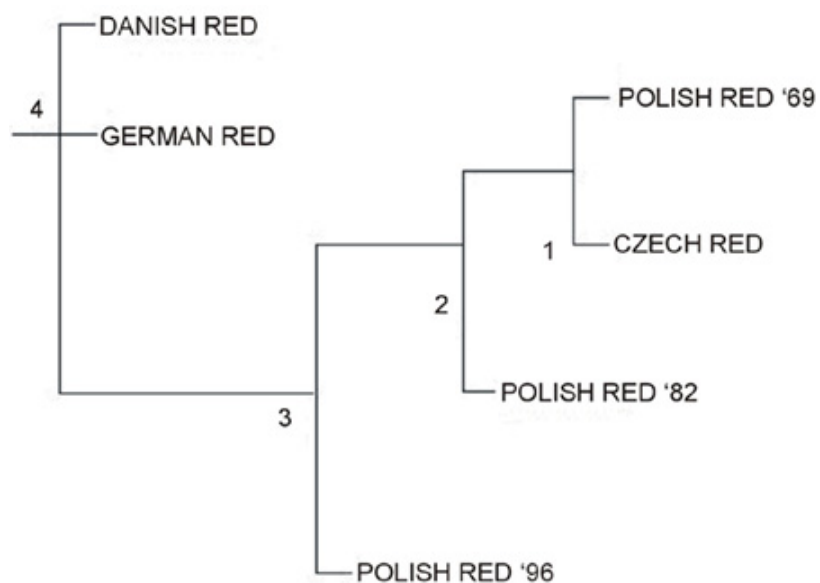 DANISH RED
POLISH RED ‘69
4
GERMAN RED
CZECH RED
1
2
POLISH RED ‘82
3
POLISH RED ‘96